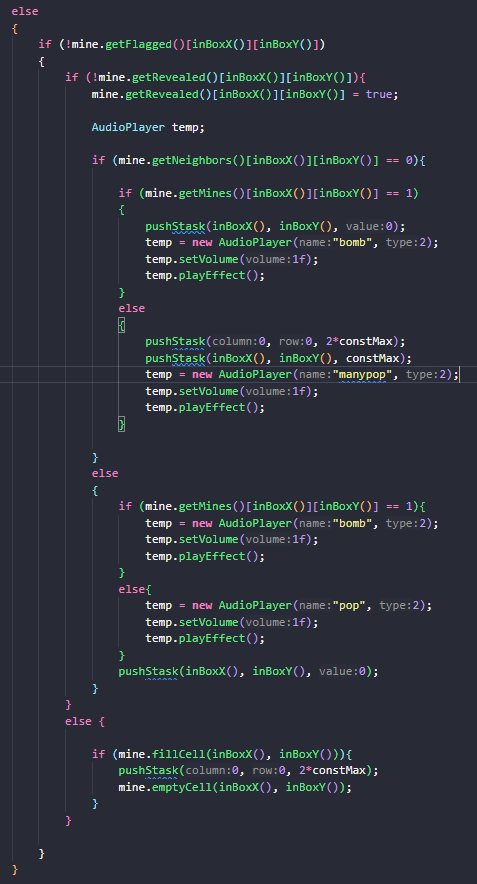 else
{
if (!mine.getFlagged()[inBoxX()][inBoxY()])
{
if (!mine.getRevealed()[inBoxX()][inBoxY()]){
mine.getRevealed()[inBoxX()][inBoxY()] = true;
AudioPlayer temp;
if (mine.getNeighbors()[inBoxX()][inBoxY()] == 0){
if (mine.getMines()[inBoxX()][inBoxY()] == 1)
{
pushStask(inBoxX(), inBoxY(), value:0);
temp = new AudioPlayer(name:"bomb", type:2);
temp.setVolume(volume:1f);
temp.playEffect();
}
else
{
pushStask(column:0, row:0, 2*constMax);
pushStask(inBoxX(), inBoxY(), constMax);
temp = new AudioPlayer(name:"manypop", type:2);
temp.setVolume(volume:1f);
temp.playEffect();
}
}
else
{
if (mine.getMines()[inBoxX()][inBoxY()] == 1){
temp = new AudioPlayer(name:"bomb", type:2);
temp.setVolume(volume:1f);
temp.playEffect();
}
else{
temp = new AudioPlayer(name:"pop", type:2);
temp.setVolume(volume:1f);
temp.playEffect();
}
pushStask(inBoxX(), inBoxY(), value:0);
}
}
else {
if (mine.fillCell(inBoxX(), inBoxY())){
pushStask(column:0, row:0, 2*constMax);
mine.emptyCell(inBoxX(), inBoxY());
}
}
}
}